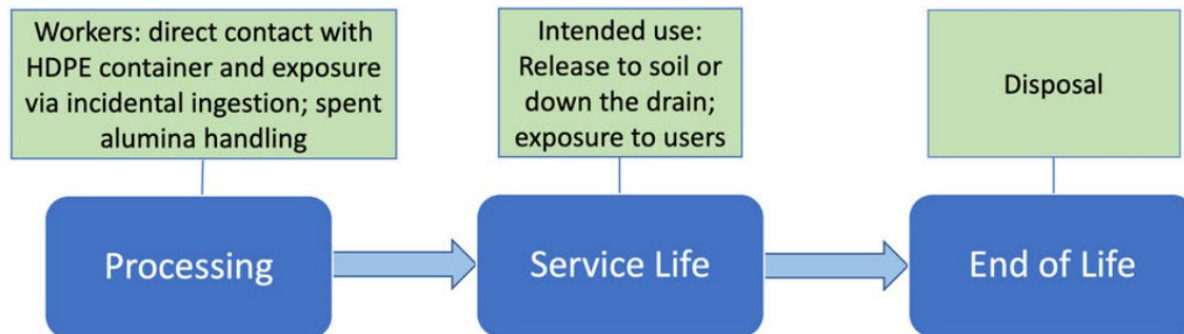 Workers: direct contact with
HDPE container and exposure
via incidental ingestion; spent
alumina handling
Intended use:
Release to soil or
down the drain;
exposure to users
Disposal
Processing
Service Life
End of Life